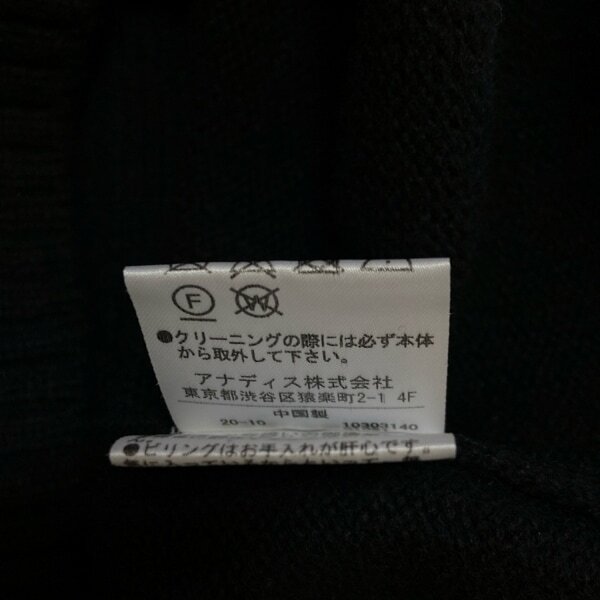 F
W
●クリーニングの際には必ず本体
から取外して下さい。
アナディス株式会社
東京都渋谷区猿楽町2-1 4F
中国製
20-10 10303140
●ピリングはお手入れが肝心です。